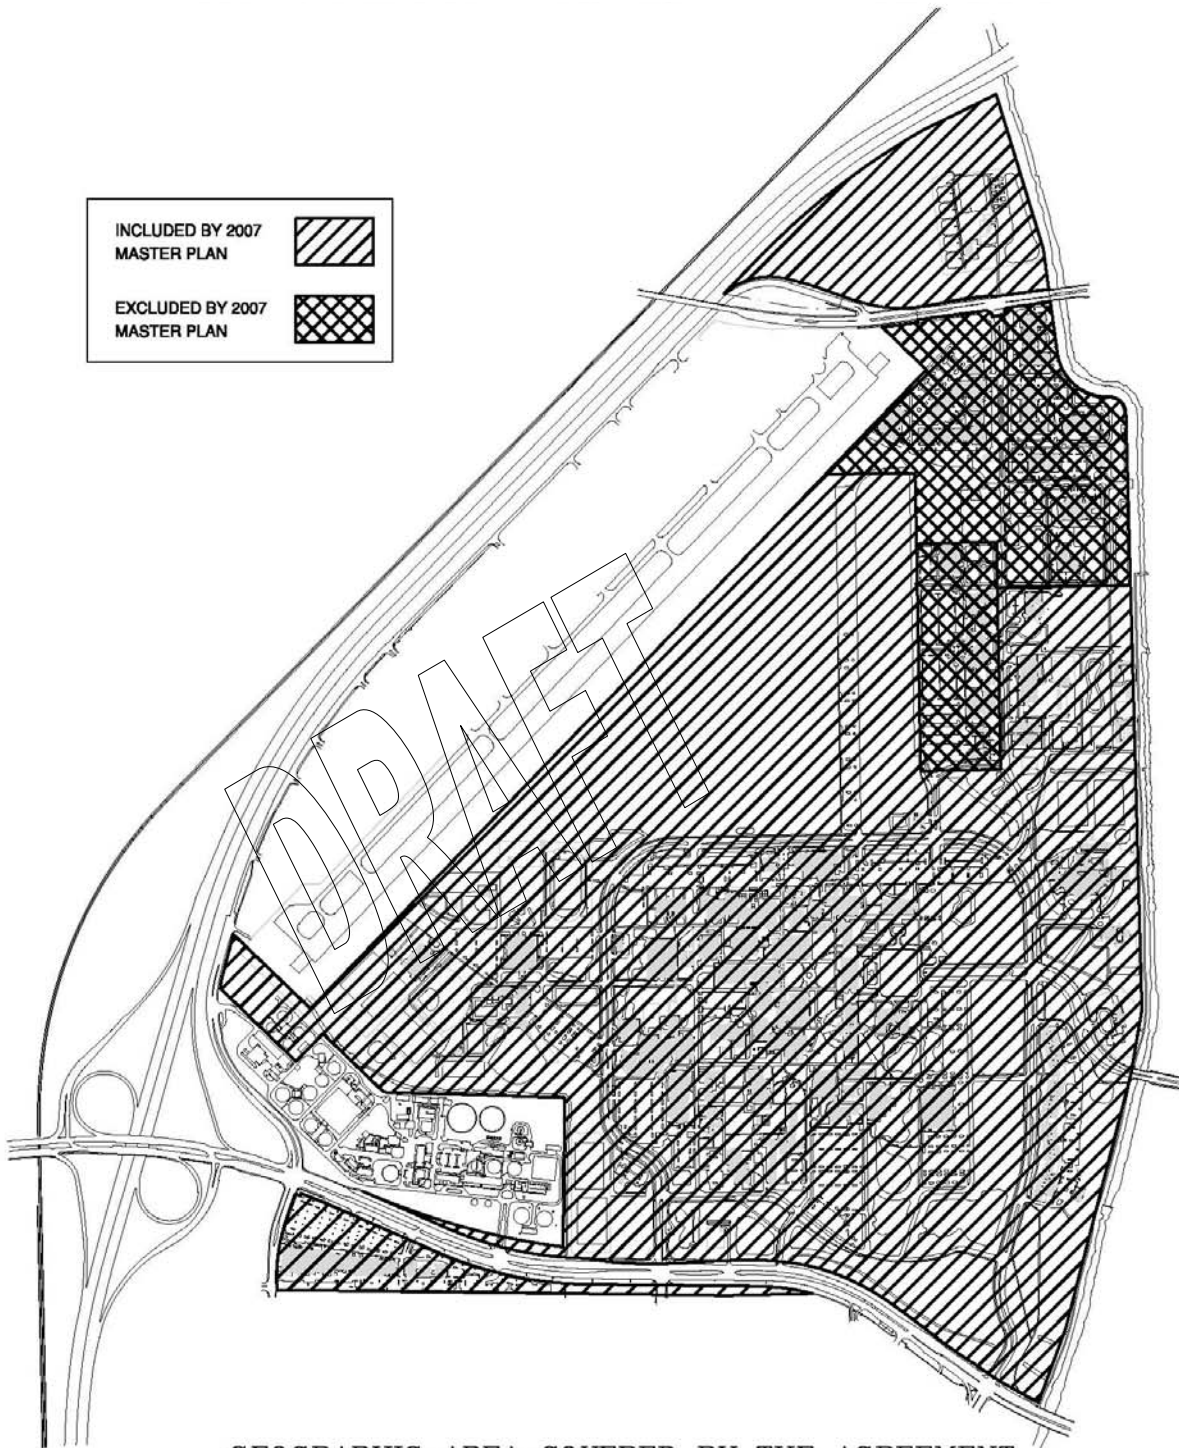 INCLUDED BY 2007
MASTER PLAN
EXCLUDED BY 2007
MASTER PLAN
DRAFT
GEOGRAPHIC AREA COVERED BY THE AGREEMENT